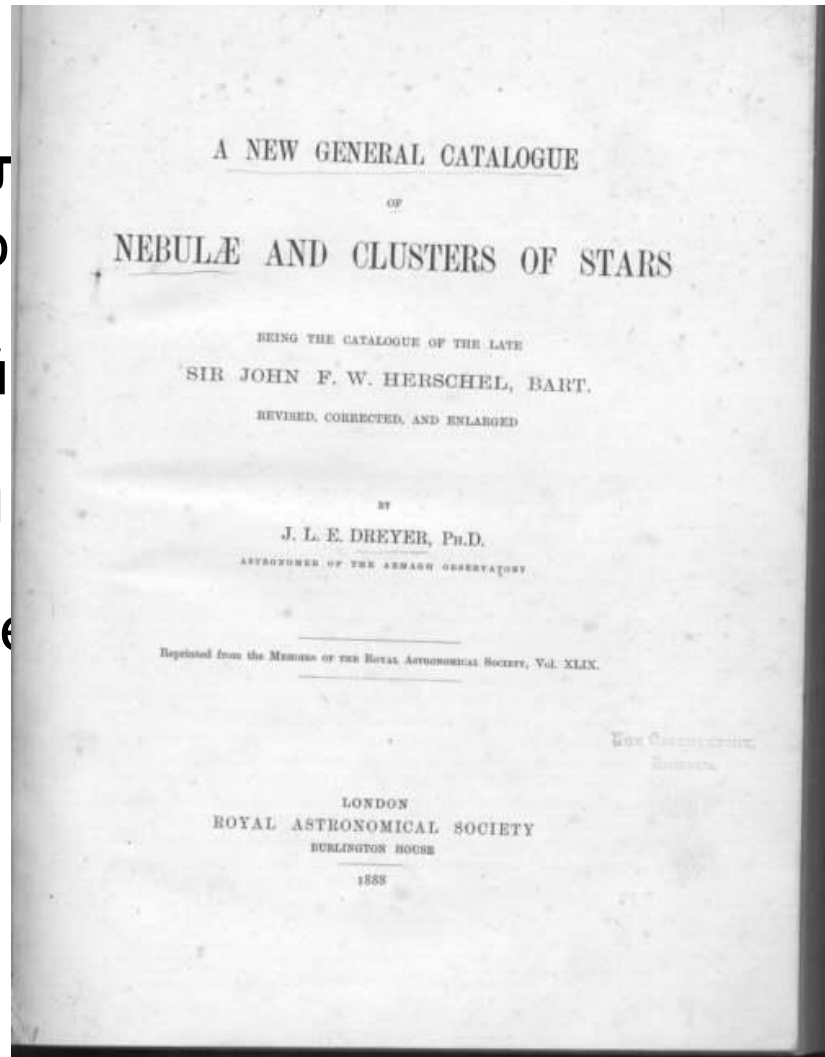 A NEW GENERAL CATALOGUE
OF
NEBULÆ AND CLUSTERS OF STARS
BEING THE CATALOGUE OF THE LATE
SIR JOHN F. W. HERSCHEL, BART.
REVISED, CORRECTED, AND ENLARGED
BY
J. L. E. DREYER, PH.D.
ASTRONOMER OF THE ARMAGH OBSERVATORY
Reprinted from the MEMOIRS OF THE ROYAL ASTRONOMICAL SOCIETY, Vol. XLIX.
LONDON
ROYAL ASTRONOMICAL SOCIETY
BURLINGTON HOUSE
1888